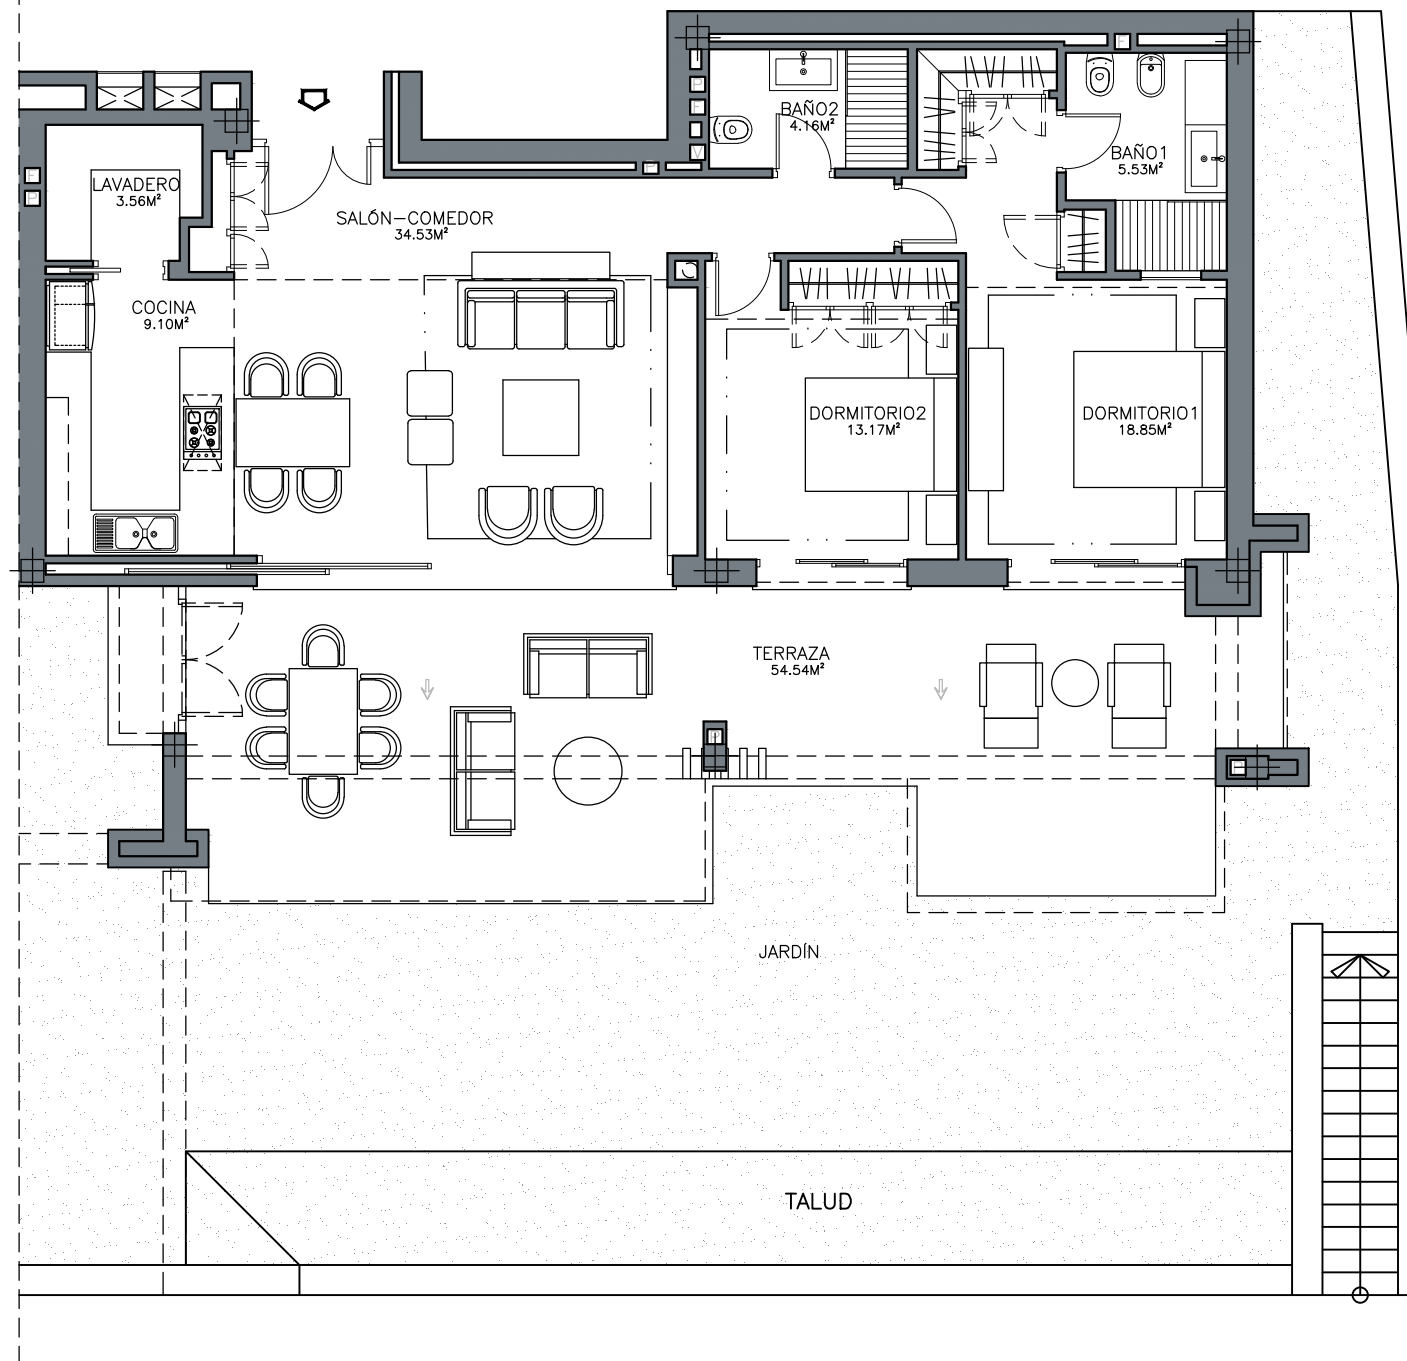 BAÑO2
4.16M²
BAÑO1
5.53M²
LAVADERO
3.56M²
SALÓN-COMEDOR
34.53M²
COCINA
9.10M²
DORMITORIO2
13.17M²
DORMITORIO1
18.85M²
TERRAZA
54.54M²
JARDÍN
TALUD